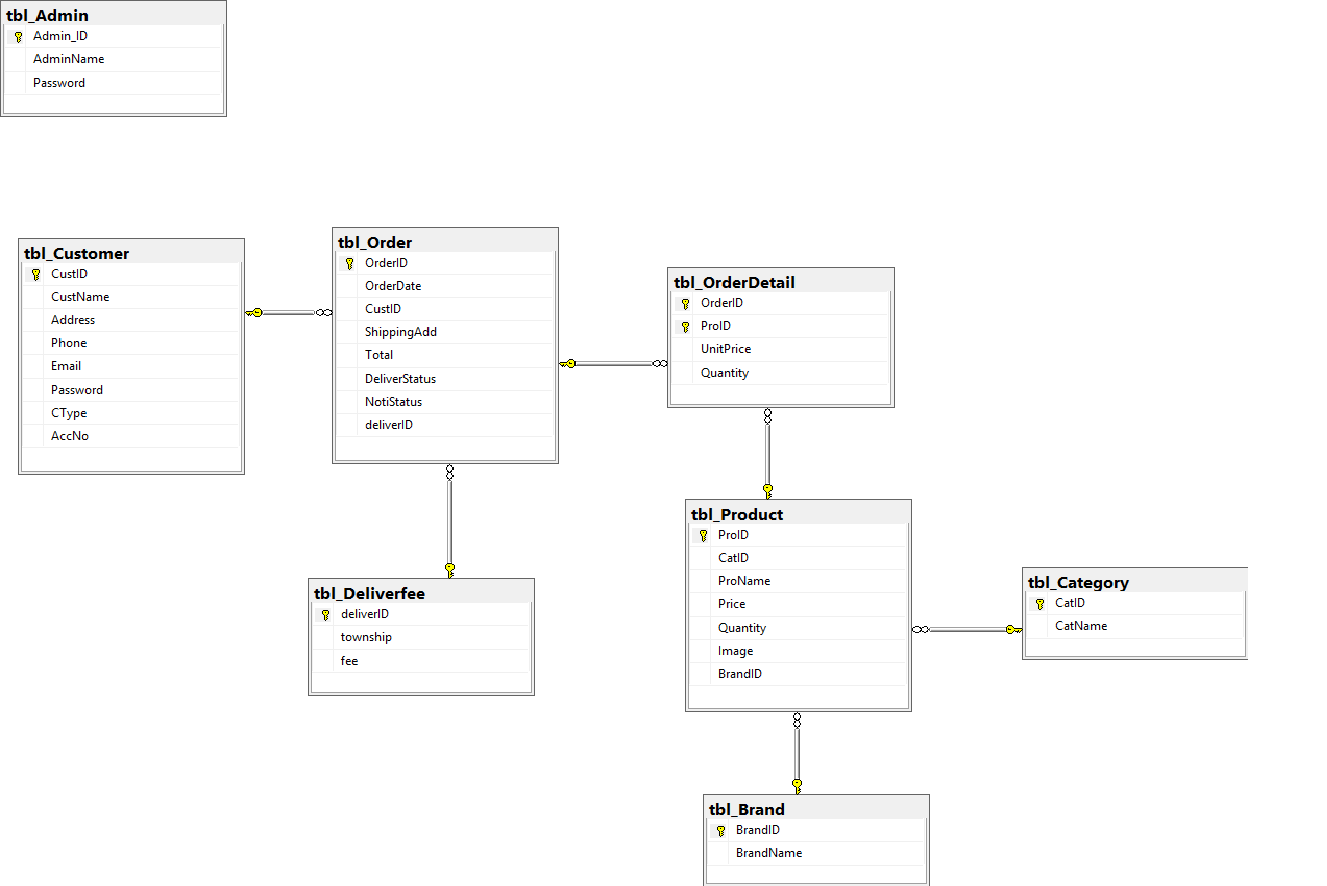 tbl_Admin
Admin_ID
AdminName
Password
tbl_Customer
CustID
CustName
Address
Phone
Email
Password
CType
AccNo
tbl_Order
OrderID
OrderDate
CustID
ShippingAdd
Total
DeliverStatus
NotiStatus
deliverID
tbl_OrderDetail
OrderID
ProID
UnitPrice
Quantity
tbl_Deliverfee
deliverID
township
fee
tbl_Product
ProID
CatID
ProName
Price
Quantity
Image
BrandID
tbl_Category
CatID
CatName
tbl_Brand
BrandID
BrandName